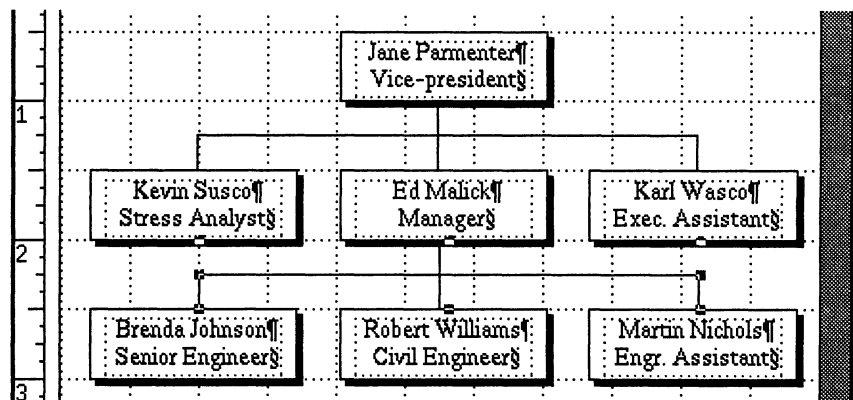 Jane Parmenter¶
Vice-president§
1
Kevin Susco¶
Stress Analyst§
Ed Malick¶
Manager§
Karl Wasco¶
Exec. Assistant§
2
Brenda Johnson¶
Senior Engineer§
Robert Williams¶
Civil Engineer§
Martin Nichols¶
Engr. Assistant§
3